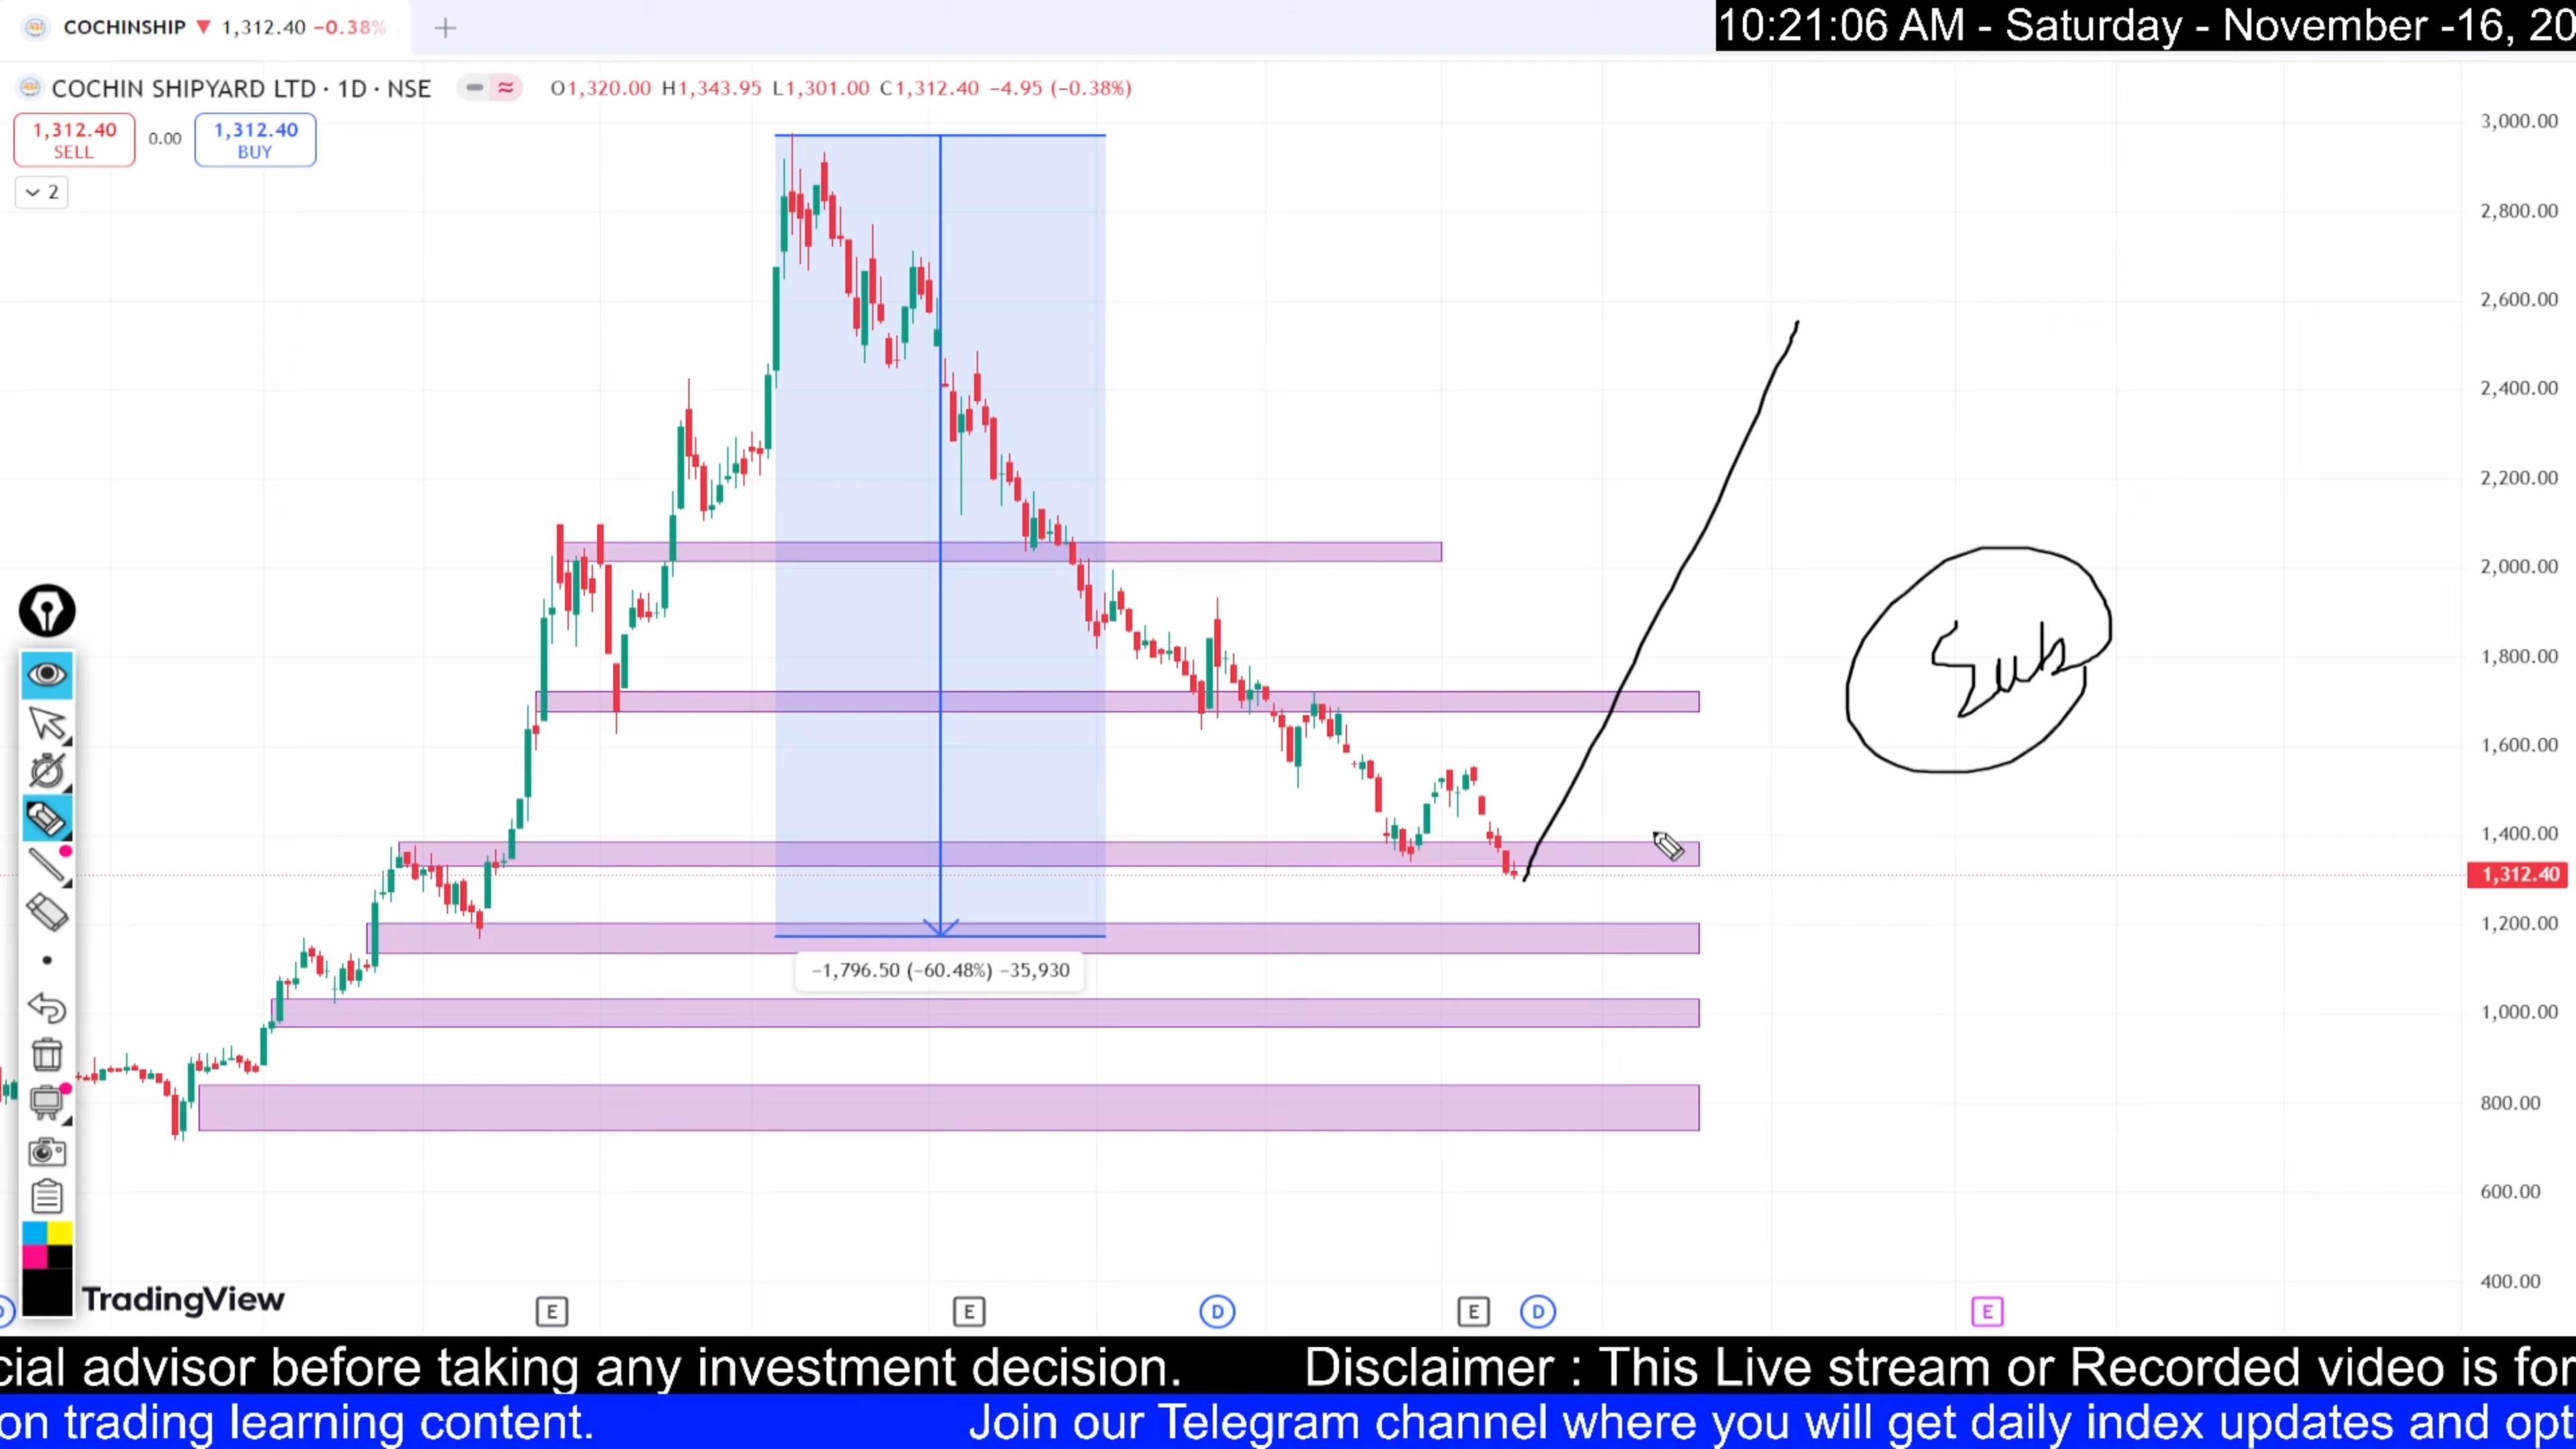 COCHINSHIP ▼ 1,312.40 −0.38%
10:21:06 AM - Saturday - November -16, 20
COCHIN SHIPYARD LTD · 1D · NSE O1,320.00 H1,343.95 L1,301.00 C1,312.40 −4.95 (−0.38%)
1,312.40 SELL 0.00 1,312.40 BUY
2
3,000.00
2,800.00
2,600.00
2,400.00
2,200.00
2,000.00
1,800.00
Sub
1,600.00
1,400.00
1,312.40
1,200.00
−1,796.50 (−60.48%) −35,930
1,000.00
800.00
600.00
400.00
TradingView
E E D E D E
cial advisor before taking any investment decision. Disclaimer : This Live stream or Recorded video is for
on trading learning content. Join our Telegram channel where you will get daily index updates and opt